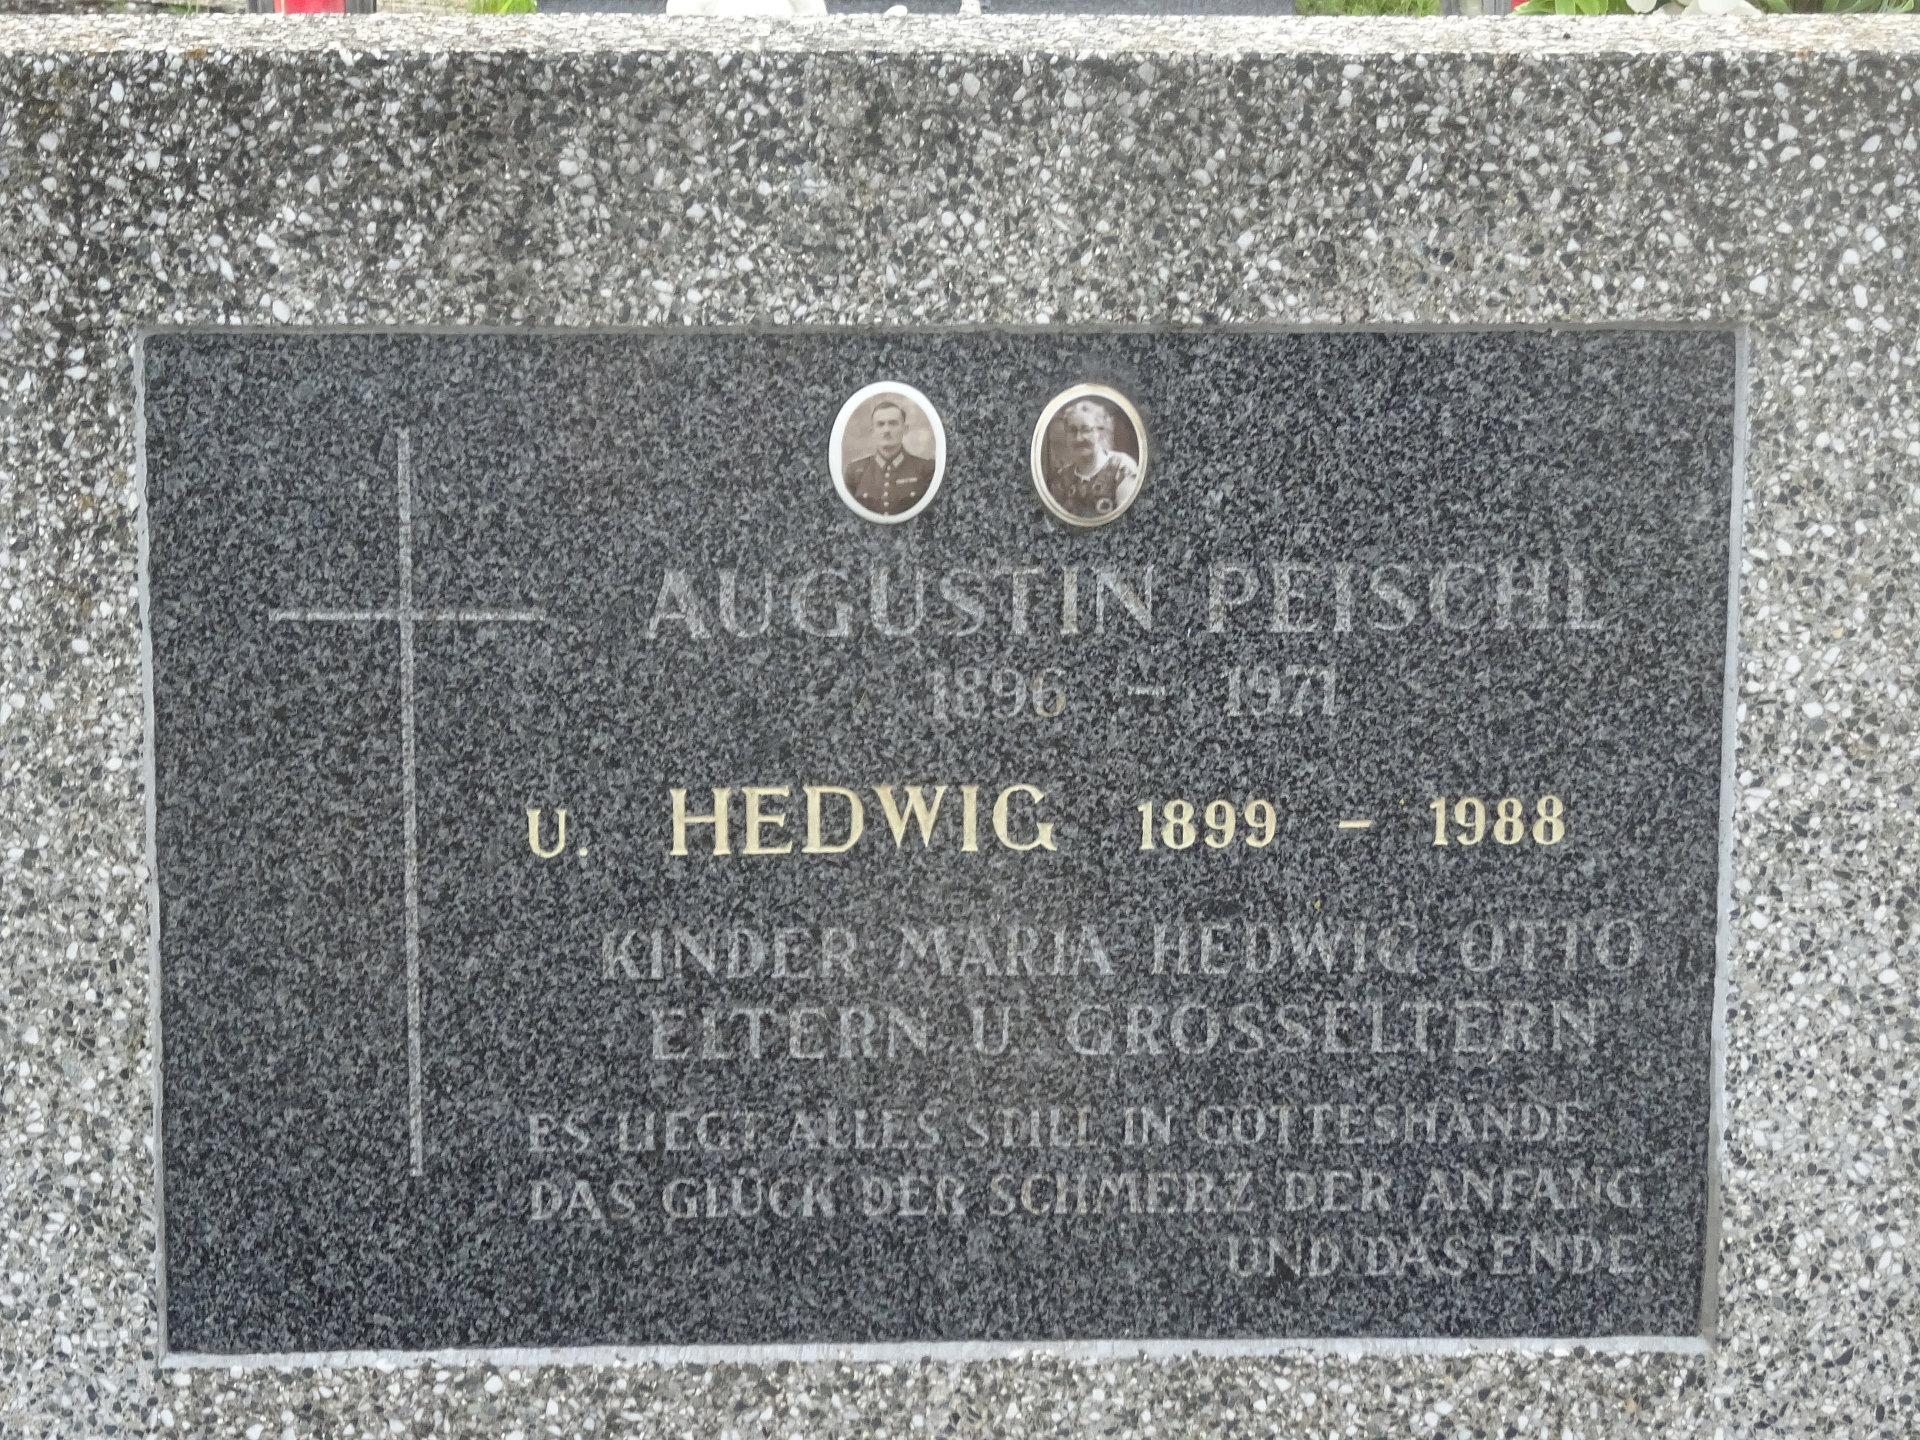 AUGUSTIN PEISCHL
1896 – 1971
U. HEDWIG 1899 – 1988
KINDER MARIA HEDWIG OTTO
ELTERN U. GROSSELTERN
ES LIEGT ALLES STILL IN GOTTESHÄNDE
DAS GLÜCK DER SCHMERZ DER ANFANG
UND DAS ENDE